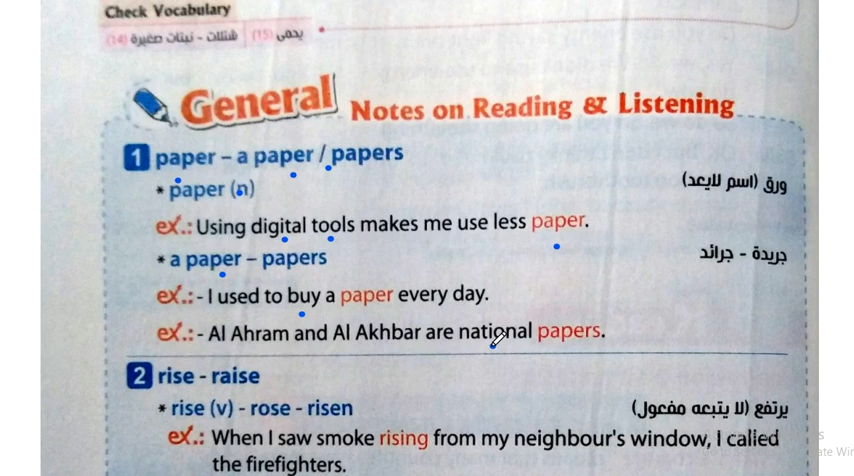 Check Vocabulary
يحمى (15) شتلات - نبتات صغيرة (14)
General Notes on Reading & Listening
1 paper – a paper / papers
* paper (n) ورق (اسم لايعد)
ex.: Using digital tools makes me use less paper.
* a paper – papers جريدة - جرائد
ex.: - I used to buy a paper every day.
ex.: - Al Ahram and Al Akhbar are national papers.
2 rise - raise
* rise (v) - rose - risen يرتفع (لا يتبعه مفعول)
ex.: When I saw smoke rising from my neighbour's window, I called
the firefighters.